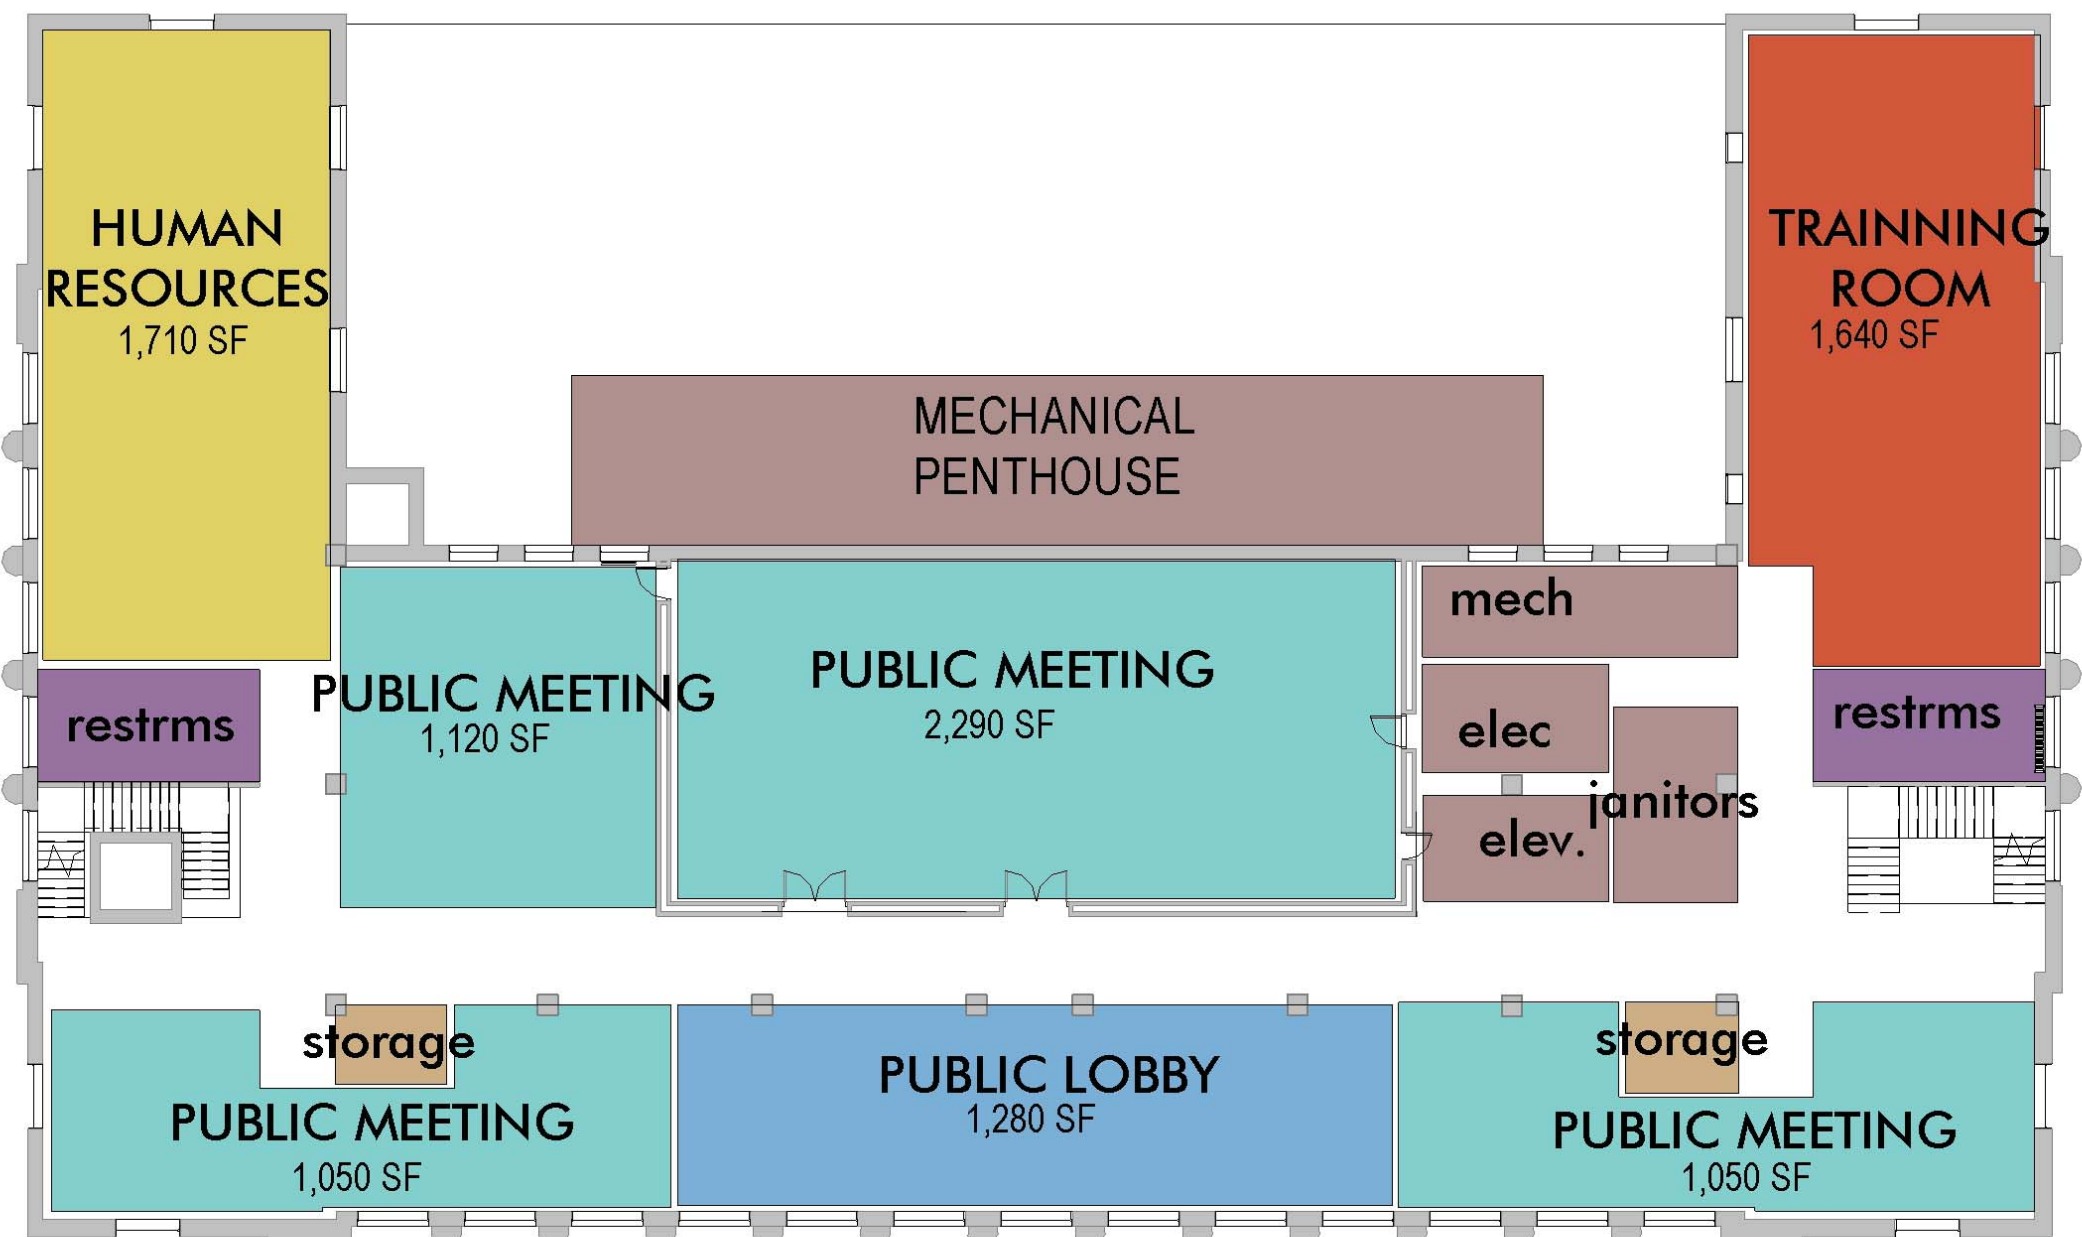 HUMAN
RESOURCES
1,710 SF
TRAINNING
ROOM
1,640 SF
MECHANICAL
PENTHOUSE
mech
PUBLIC MEETING
1,120 SF
PUBLIC MEETING
2,290 SF
restrms
elec
restrms
janitors
elev.
storage
storage
PUBLIC MEETING
1,050 SF
PUBLIC LOBBY
1,280 SF
PUBLIC MEETING
1,050 SF